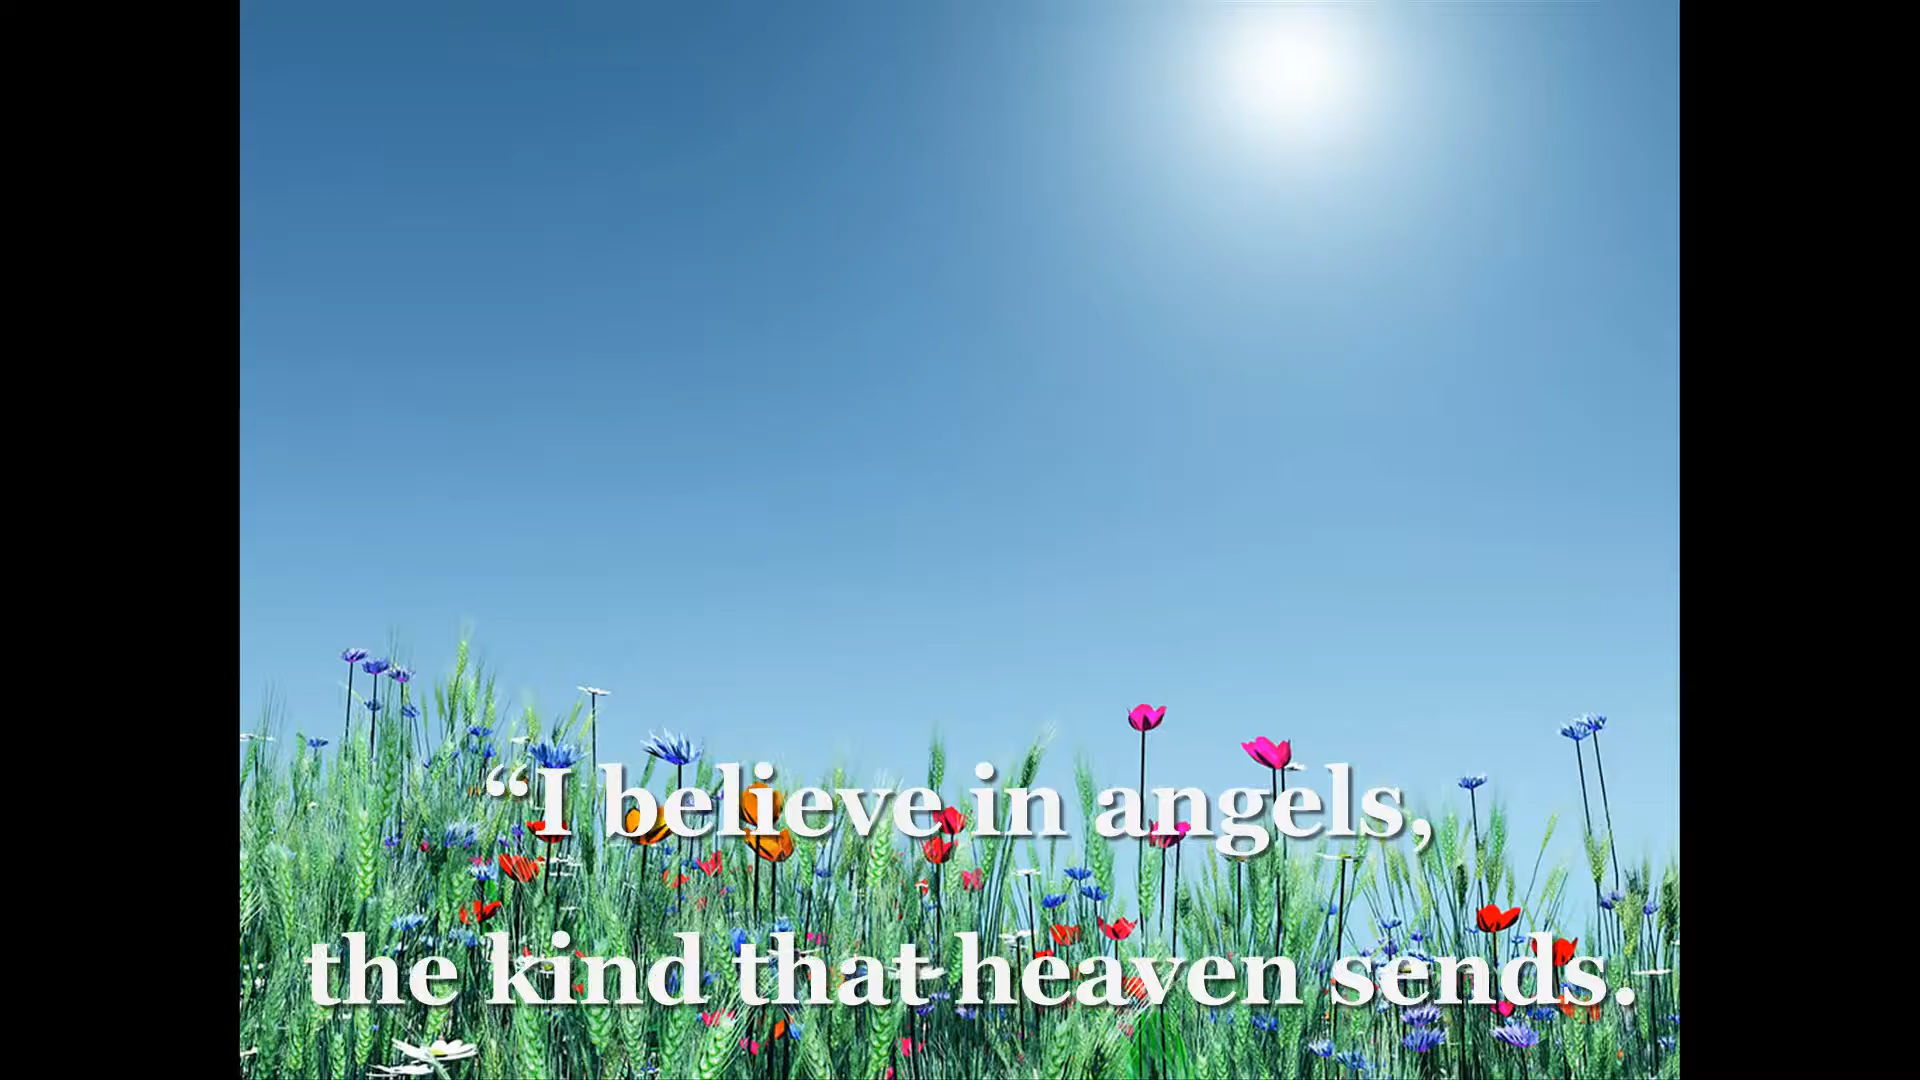 “I believe in angels,
the kind that heaven sends.